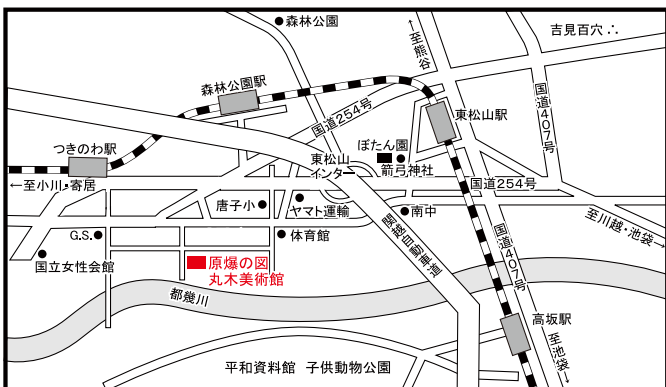 森林公園
吉見百穴
←至熊谷
森林公園駅
国道254号
国道407号
東松山駅
つきのわ駅
ぼたん園
東松山
インター
箭弓神社
←至小川・寄居
国道254号
唐子小
ヤマト運輸
南中
至川越・池袋→
G.S.
体育館
関越自動車道
国道407号
国立女性会館
原爆の図
丸木美術館
都幾川
高坂駅
平和資料館 子供動物公園
至池袋→